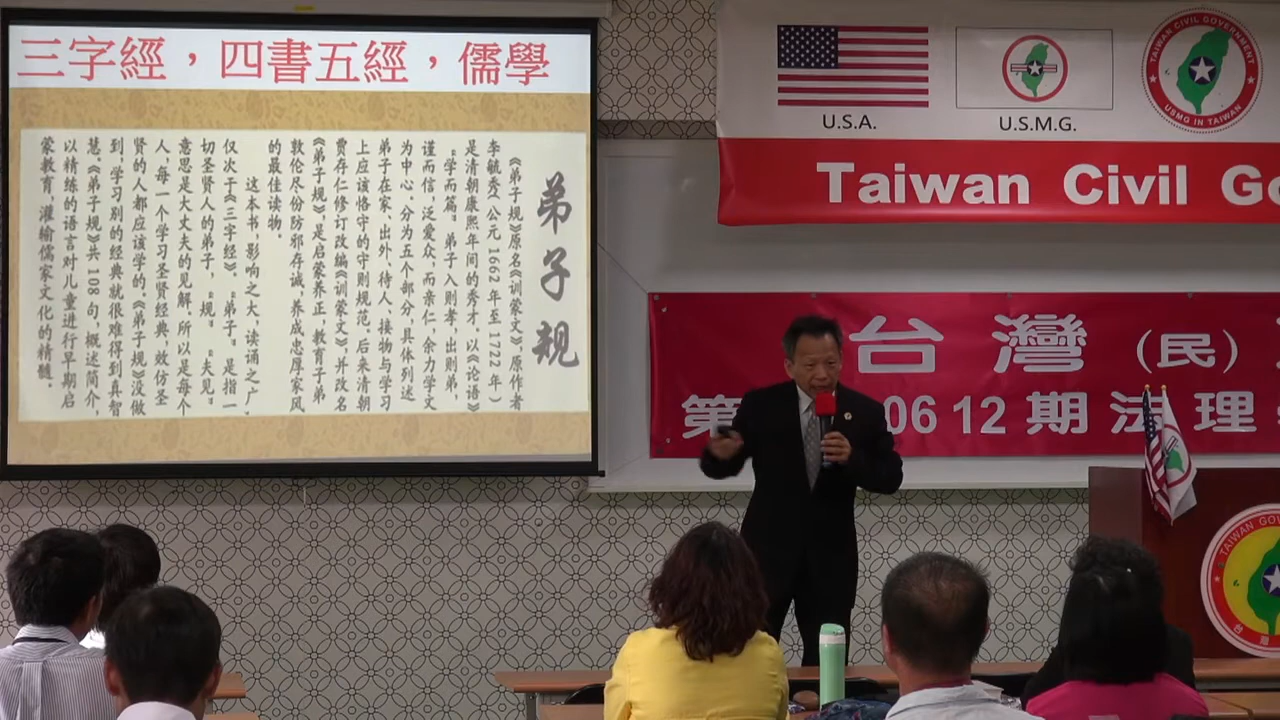 三字經，四書五經，儒學
弟子规
《弟子规》原名《训蒙文》，原作者
李毓秀（公元 1662 年至 1722 年）
是清朝康熙年间的秀才。以《论语》
“学而篇”弟子入则孝，出则弟，
谨而信，泛爱众，而亲仁，余力学文
为中心。分为五个部分，具体列述
弟子在家、出外、待人、接物与学习
上应该恪守的守则规范。后来清朝
贾存仁修订改编《训蒙文》，并改名
《弟子规》，是启蒙养正，教育子弟
敦伦尽份防邪存诚，养成忠厚家风
的最佳读物。
这本书，影响之大，读诵之广，
仅次于《三字经》。“弟子”是指一
切圣贤人的弟子，“规”“夫见”
意思是大丈夫的见解。所以是每个
人，每一个学习圣贤经典，效仿圣
贤的人都应该学的。《弟子规》没做
到，学习别的经典就很难得到真智
慧。《弟子规》共 108 句，概述简介，
以精练的语言对儿童进行早期启
蒙教育，灌输儒家文化的精髓。
U.S.A.
U.S.M.G.
TAIWAN CIVIL GOVERNMENT
USMG IN TAIWAN
Taiwan Civil Go
台灣（民）
第 06 12 期法理
TAIWAN GOV
台灣